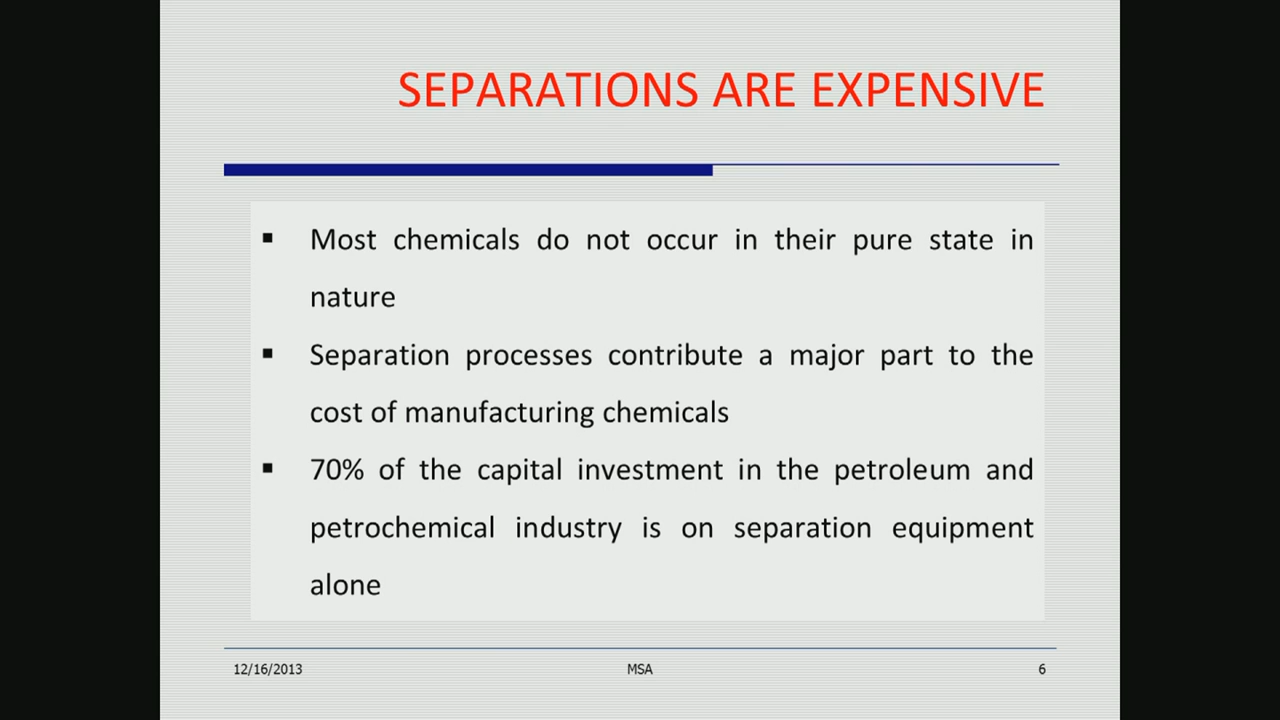 SEPARATIONS ARE EXPENSIVE
▪ Most chemicals do not occur in their pure state in
nature
▪ Separation processes contribute a major part to the
cost of manufacturing chemicals
▪ 70% of the capital investment in the petroleum and
petrochemical industry is on separation equipment
alone
12/16/2013 MSA 6